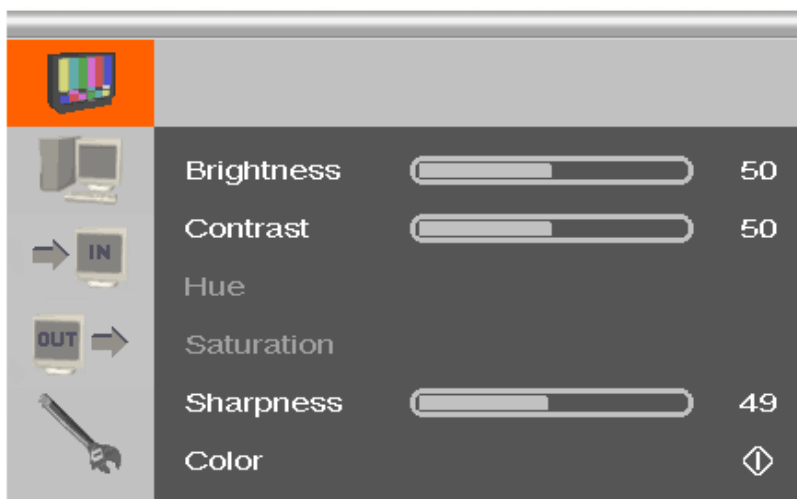 Brightness 50
Contrast 50
IN
Hue
OUT
Saturation
Sharpness 49
Color